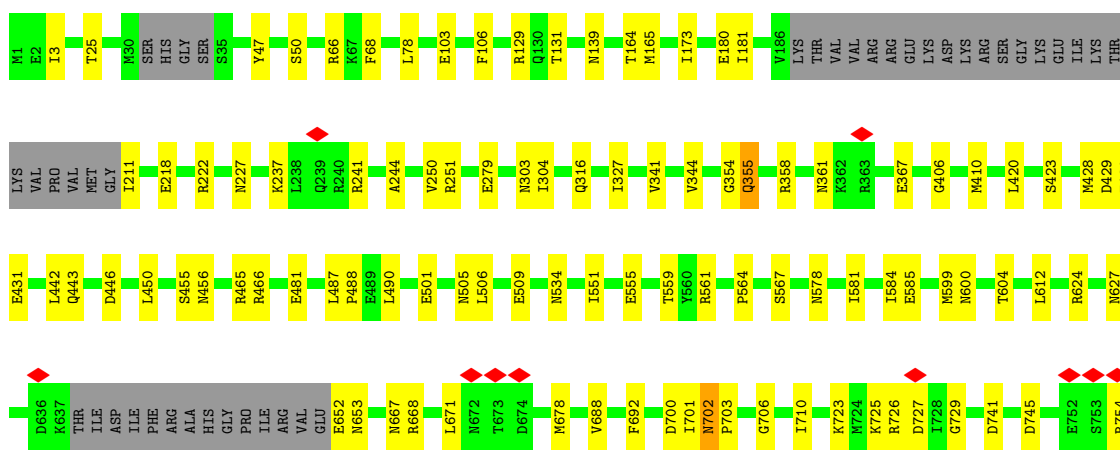 M1 E2 I3 T25 M30 SER HIS GLY SER S35 Y47 S50 R66 K67 F68 L78 E103 F106 R129 Q130 T131 N139 T164 M165 I173 E180 I181 V186 LYS THR VAL VAL ARG ARG GLU LYS ASP LYS ARG SER GLY LYS GLU ILE LYS THR
LYS VAL PRO VAL MET GLY I211 E218 R222 N227 K237 L238 Q239 R240 R241 A244 V250 R251 E279 N303 I304 Q316 I327 V341 V344 G354 Q355 R358 N361 K362 R363 E367 G406 M410 L420 S423 M428 D429
E431 L442 Q443 D446 L450 S455 N456 R465 R466 E481 L487 P488 E489 L490 E501 N505 L506 E509 N534 I551 E555 T559 Y560 R561 P564 S567 N578 I581 I584 E585 M599 N600 T604 L612 R624 N627
D636 K637 THR ILE ASP ILE PHE ARG ALA HIS GLY PRO ILE ARG VAL GLU E652 N653 N667 R668 L671 N672 T673 D674 M678 V688 F692 D700 I701 N702 P703 G706 I710 K723 M724 K725 R726 D727 I728 G729 D741 D745 E752 S753